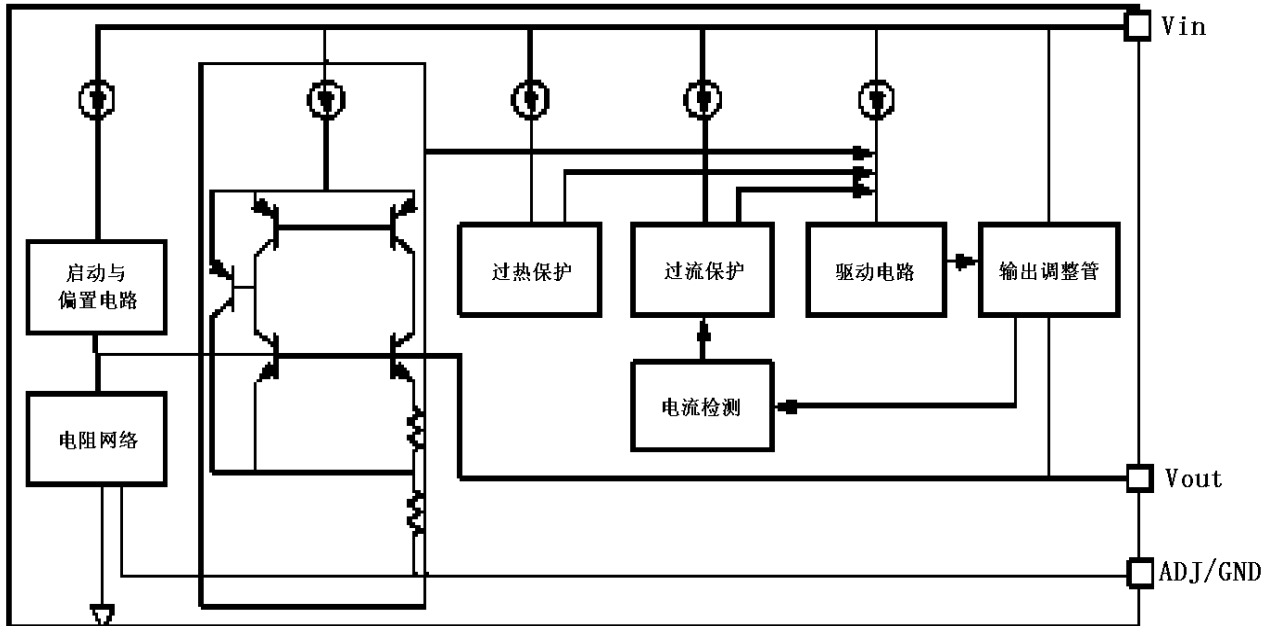 Vin
启动与
偏置电路
过热保护
过流保护
驱动电路
输出调整管
电阻网络
电流检测
Vout
ADJ/GND